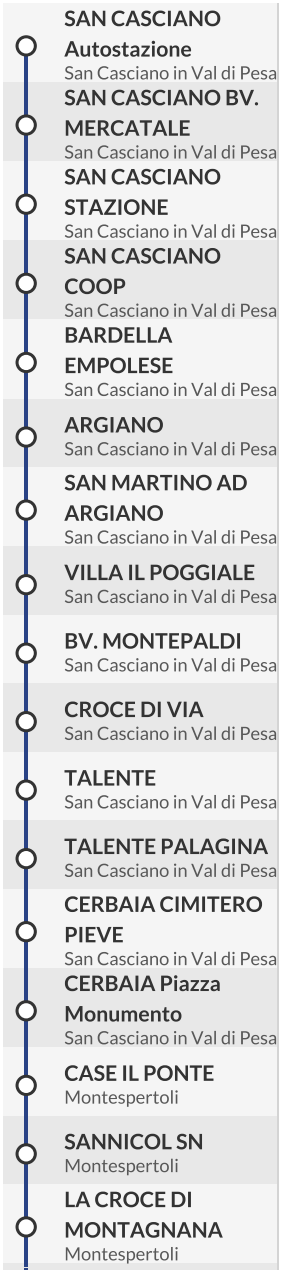 SAN CASCIANO
Autostazione
San Casciano in Val di Pesa
SAN CASCIANO BV.
MERCATALE
San Casciano in Val di Pesa
SAN CASCIANO
STAZIONE
San Casciano in Val di Pesa
SAN CASCIANO
COOP
San Casciano in Val di Pesa
BARDELLA
EMPOLESE
San Casciano in Val di Pesa
ARGIANO
San Casciano in Val di Pesa
SAN MARTINO AD
ARGIANO
San Casciano in Val di Pesa
VILLA IL POGGIALE
San Casciano in Val di Pesa
BV. MONTEPALDI
San Casciano in Val di Pesa
CROCE DI VIA
San Casciano in Val di Pesa
TALENTE
San Casciano in Val di Pesa
TALENTE PALAGINA
San Casciano in Val di Pesa
CERBAIA CIMITERO
PIEVE
San Casciano in Val di Pesa
CERBAIA Piazza
Monumento
San Casciano in Val di Pesa
CASE IL PONTE
Montespertoli
SANNICOL SN
Montespertoli
LA CROCE DI
MONTAGNANA
Montespertoli